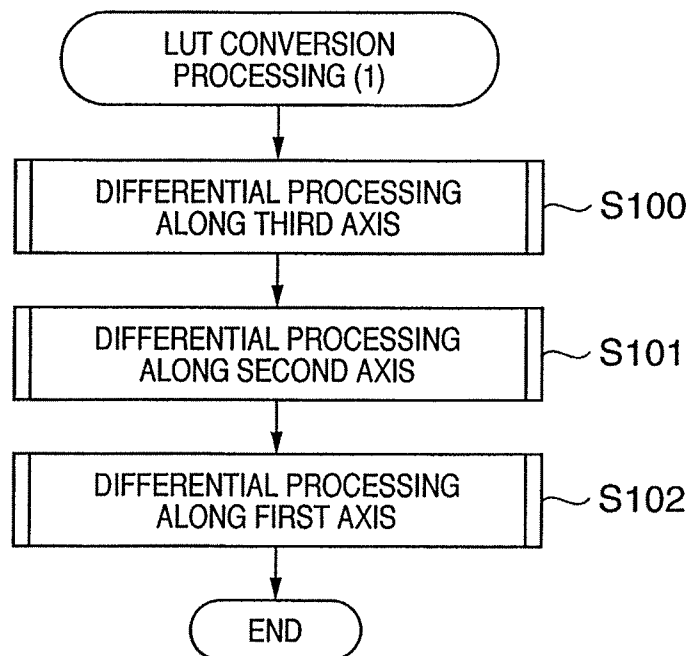 LUT CONVERSION
PROCESSING (1)
DIFFERENTIAL PROCESSING
ALONG THIRD AXIS
S100
DIFFERENTIAL PROCESSING
ALONG SECOND AXIS
S101
DIFFERENTIAL PROCESSING
ALONG FIRST AXIS
S102
END